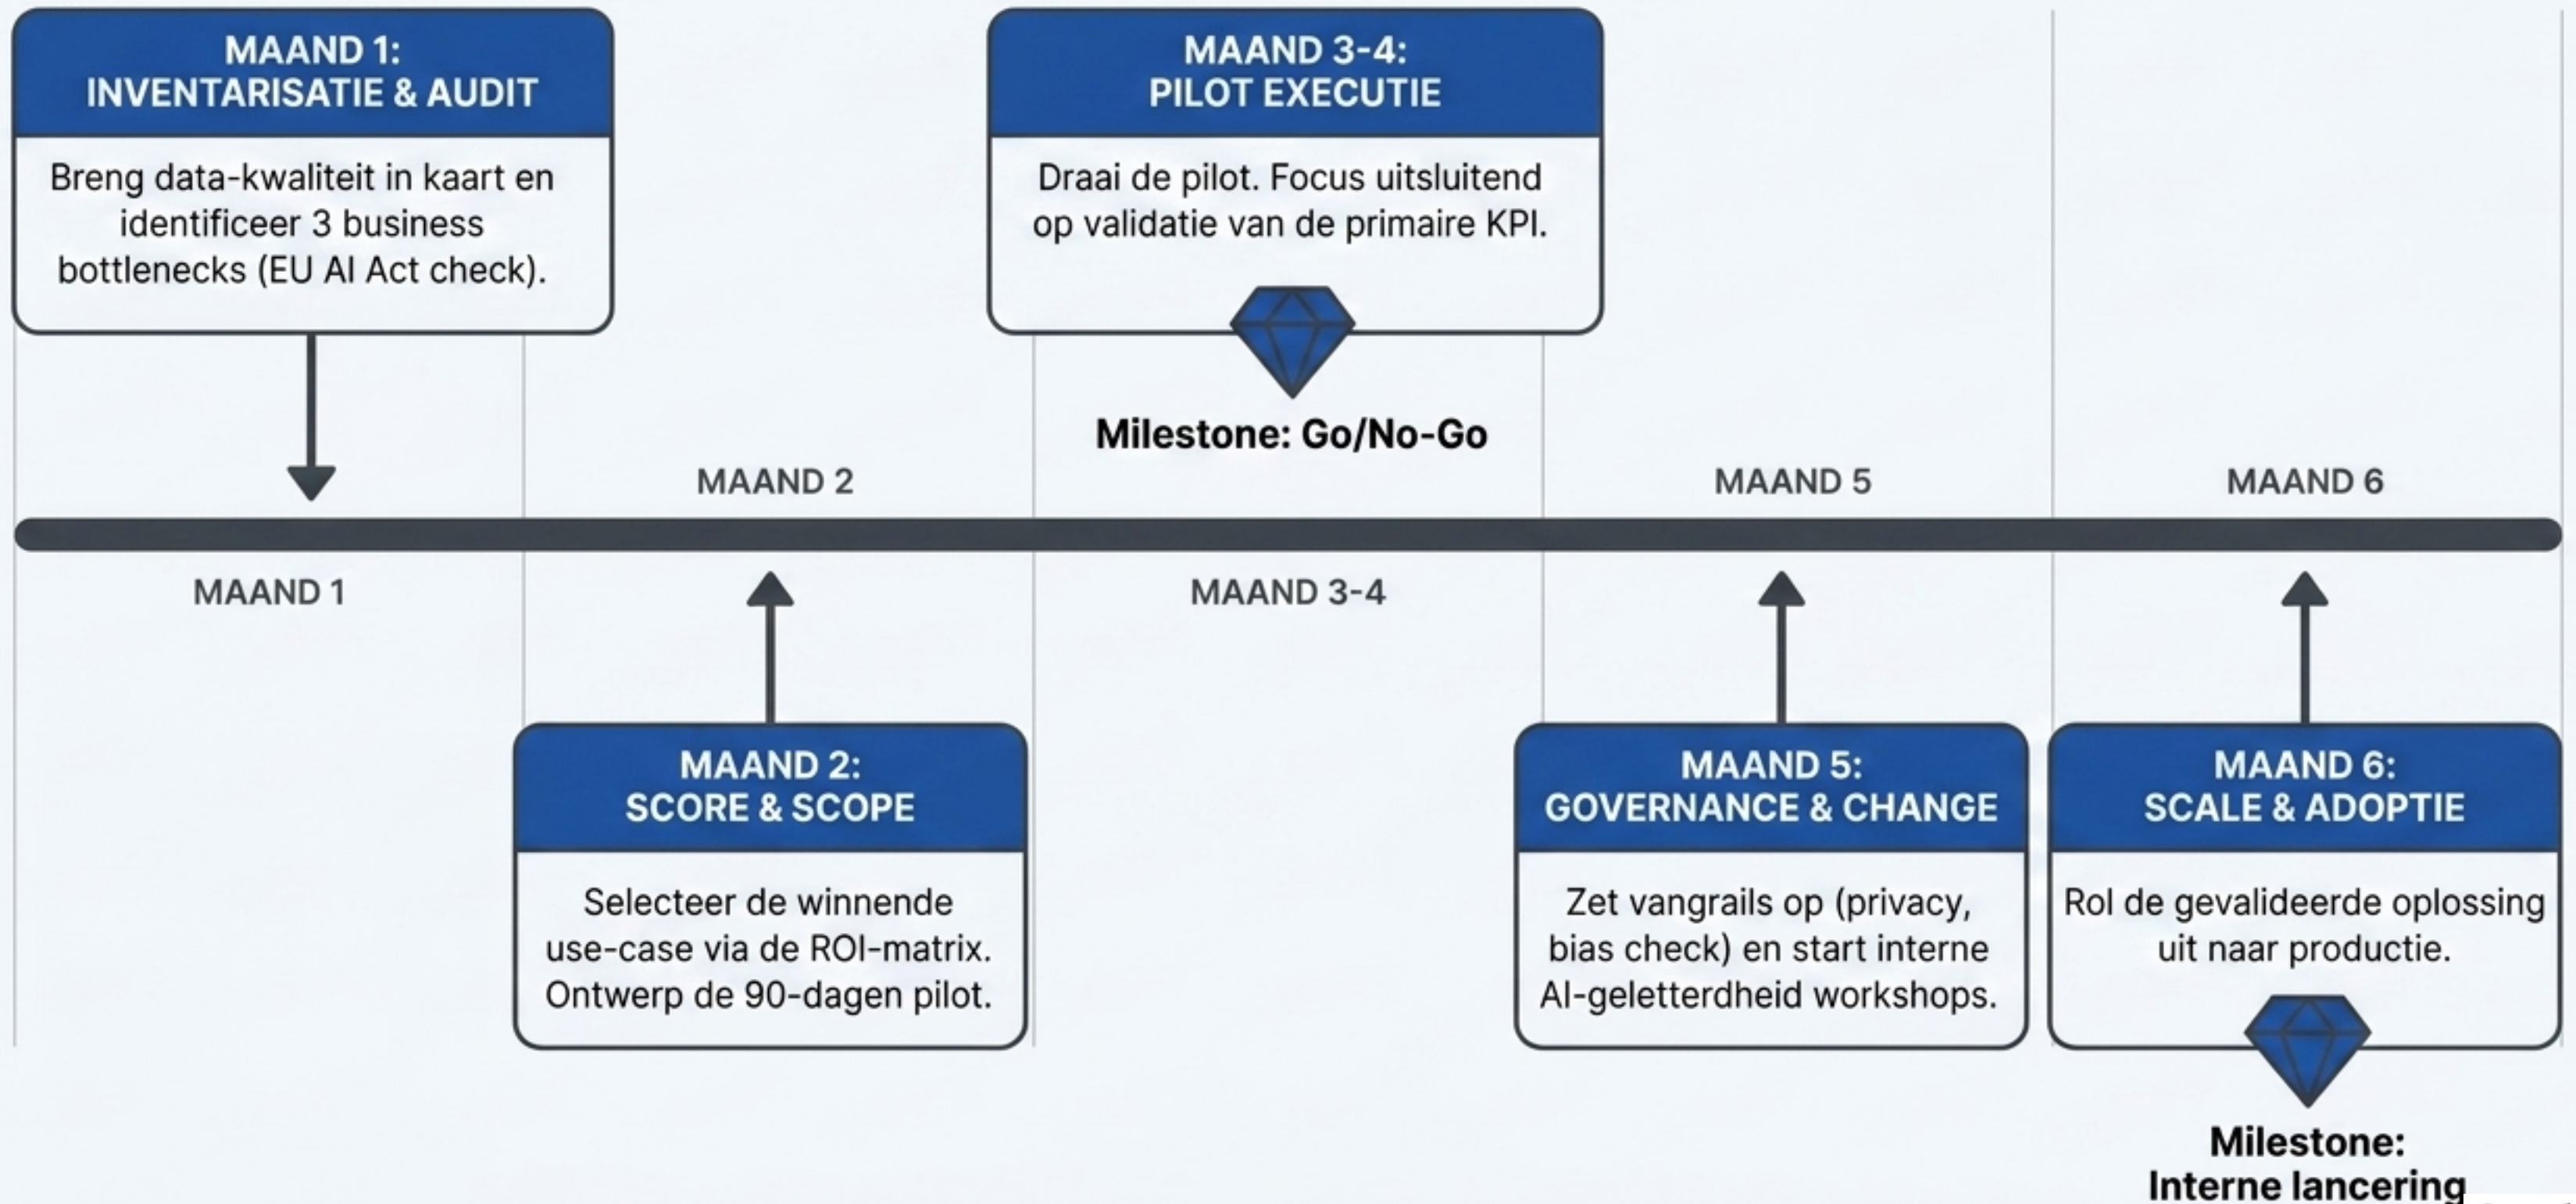 MAAND 1:
INVENTARISATIE & AUDIT
Breng data-kwaliteit in kaart en
identificeer 3 business
bottlenecks (EU AI Act check).
MAAND 3-4:
PILOT EXECUTIE
Draai de pilot. Focus uitsluitend
op validatie van de primaire KPI.
Milestone: Go/No-Go
MAAND 2
MAAND 5
MAAND 6
MAAND 1
MAAND 3-4
MAAND 2:
SCORE & SCOPE
Selecteer de winnende
use-case via de ROI-matrix.
Ontwerp de 90-dagen pilot.
MAAND 5:
GOVERNANCE & CHANGE
Zet vangrails op (privacy,
bias check) en start interne
AI-geletterdheid workshops.
MAAND 6:
SCALE & ADOPTIE
Rol de gevalideerde oplossing
uit naar productie.
Milestone:
Interne lancering